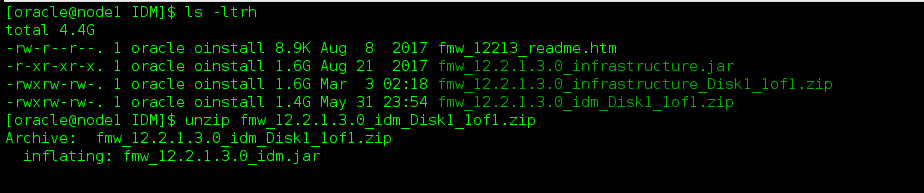 [oracle@node1 IDM]$ ls -ltrh
total 4.4G
-rw-r--r--. 1 oracle oinstall 8.9K Aug  8  2017 fmw_12213_readme.htm
-r-xr-xr-x. 1 oracle oinstall 1.6G Aug 21  2017 fmw_12.2.1.3.0_infrastructure.jar
-rwxrw-rw-. 1 oracle oinstall 1.6G Mar  3 02:18 fmw_12.2.1.3.0_infrastructure_Disk1_1of1.zip
-rwxrw-rw-. 1 oracle oinstall 1.4G May 31 23:54 fmw_12.2.1.3.0_idm_Disk1_1of1.zip
[oracle@node1 IDM]$ unzip fmw_12.2.1.3.0_idm_Disk1_1of1.zip
Archive:  fmw_12.2.1.3.0_idm_Disk1_1of1.zip
  inflating: fmw_12.2.1.3.0_idm.jar